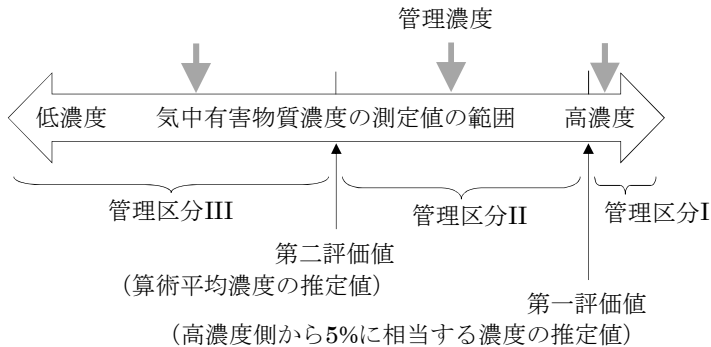 管理濃度
低濃度 気中有害物質濃度の測定値の範囲 高濃度
管理区分III 管理区分II 管理区分I
第二評価値
（算術平均濃度の推定値）
第一評価値
（高濃度側から5%に相当する濃度の推定値）